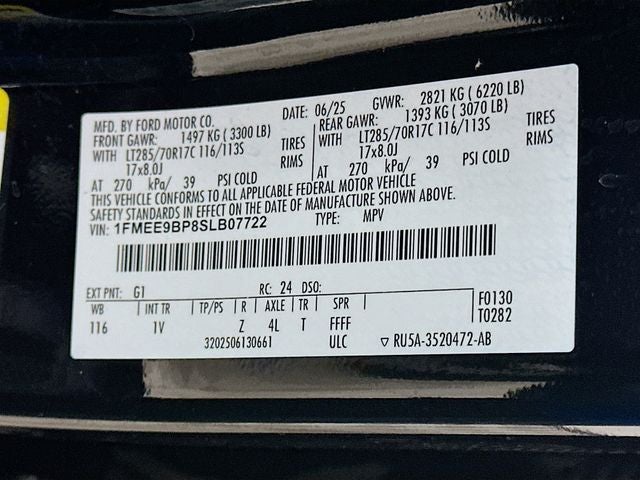 MFD. BY FORD MOTOR CO. DATE: 06/25 GVWR: 2821 KG ( 6220 LB)
FRONT GAWR: 1497 KG ( 3300 LB) REAR GAWR: 1393 KG ( 3070 LB)
WITH LT285/70R17C 116/113S TIRES WITH LT285/70R17C 116/113S TIRES
17x8.0J RIMS 17x8.0J RIMS
AT 270 kPa/ 39 PSI COLD AT 270 kPa/ 39 PSI COLD
THIS VEHICLE CONFORMS TO ALL APPLICABLE FEDERAL MOTOR VEHICLE
SAFETY STANDARDS IN EFFECT ON THE DATE OF MANUFACTURE SHOWN ABOVE.
VIN: 1FMEE9BP8SLB07722 TYPE: MPV
EXT PNT: G1 RC: 24 DSO: F0130
WB INT TR TP/PS R AXLE TR SPR T0282
116 1V Z 4L T FFFF
3202506130661 ULC ▽ RU5A-3520472-AB